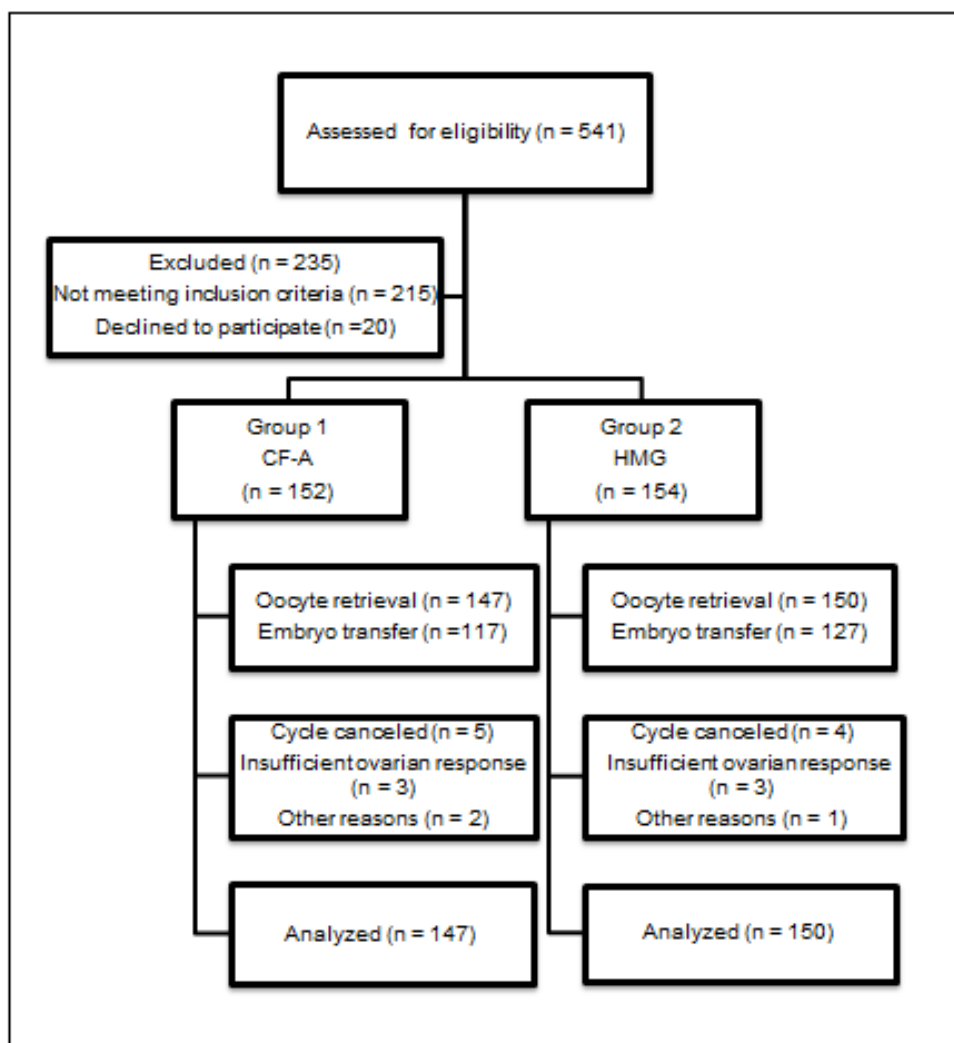 Assessed for eligibility (n = 541)
Excluded (n = 235)
Not meeting inclusion criteria (n = 215)
Declined to participate (n =20)
Group 1
CF-A
(n = 152)
Group 2
HMG
(n = 154)
Oocyte retrieval (n = 147)
Embryo transfer (n =117)
Oocyte retrieval (n = 150)
Embryo transfer (n = 127)
Cycle canceled (n = 5)
Insufficient ovarian response
(n = 3)
Other reasons (n = 2)
Cycle canceled (n = 4)
Insufficient ovarian response
(n = 3)
Other reasons (n = 1)
Analyzed (n = 147)
Analyzed (n = 150)